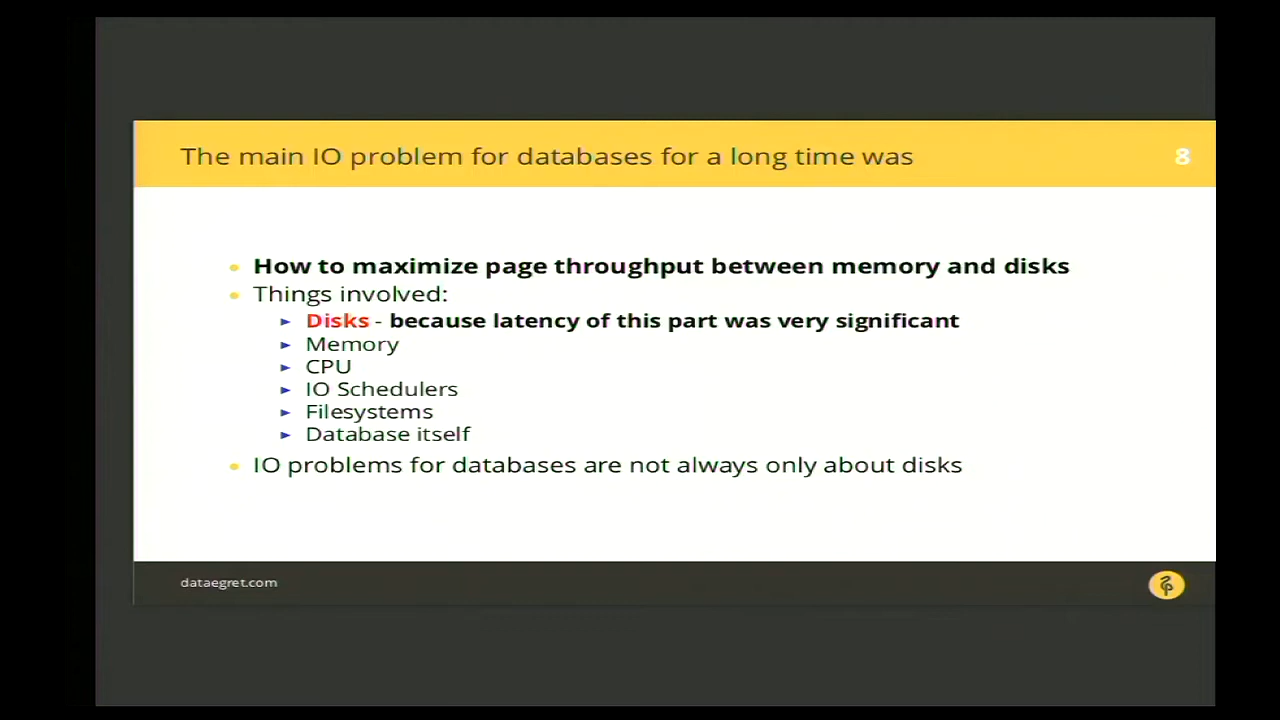 The main IO problem for databases for a long time was
8
How to maximize page throughput between memory and disks
Things involved:
Disks - because latency of this part was very significant
Memory
CPU
IO Schedulers
Filesystems
Database itself
IO problems for databases are not always only about disks
dataegret.com